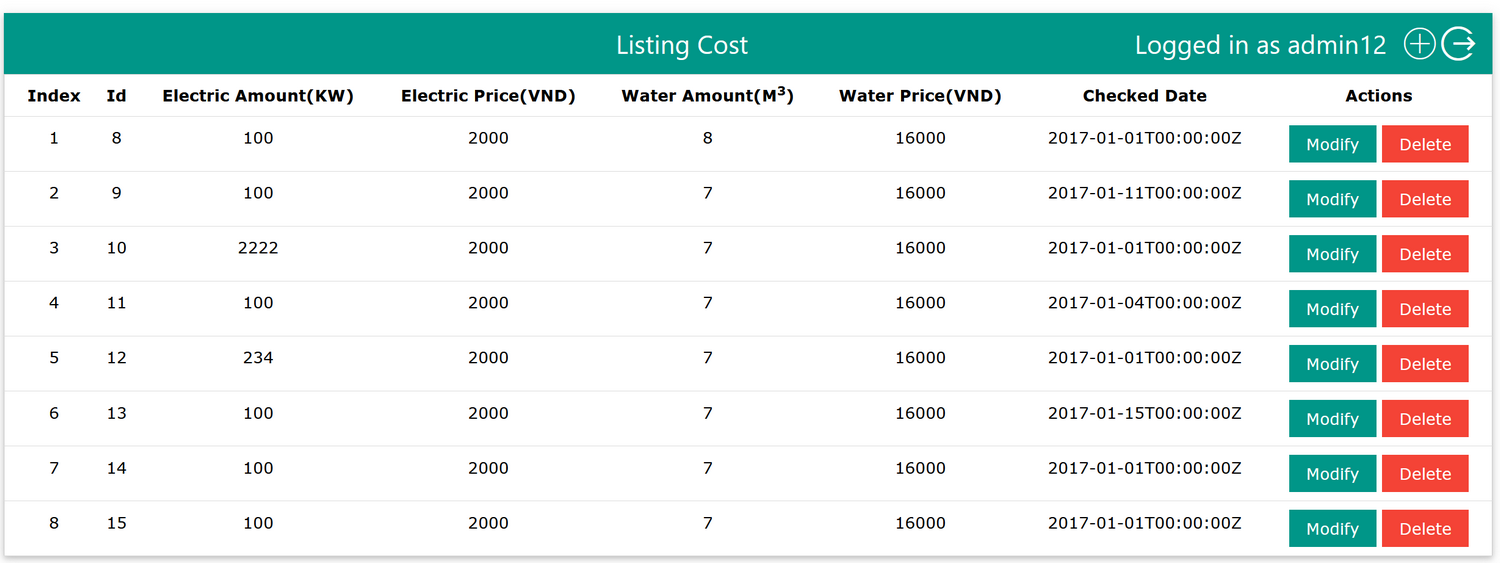 Listing Cost Logged in as admin12
Index Id Electric Amount(KW) Electric Price(VND) Water Amount(M³) Water Price(VND) Checked Date Actions
1 8 100 2000 8 16000 2017-01-01T00:00:00Z Modify Delete
2 9 100 2000 7 16000 2017-01-11T00:00:00Z Modify Delete
3 10 2222 2000 7 16000 2017-01-01T00:00:00Z Modify Delete
4 11 100 2000 7 16000 2017-01-04T00:00:00Z Modify Delete
5 12 234 2000 7 16000 2017-01-01T00:00:00Z Modify Delete
6 13 100 2000 7 16000 2017-01-15T00:00:00Z Modify Delete
7 14 100 2000 7 16000 2017-01-01T00:00:00Z Modify Delete
8 15 100 2000 7 16000 2017-01-01T00:00:00Z Modify Delete